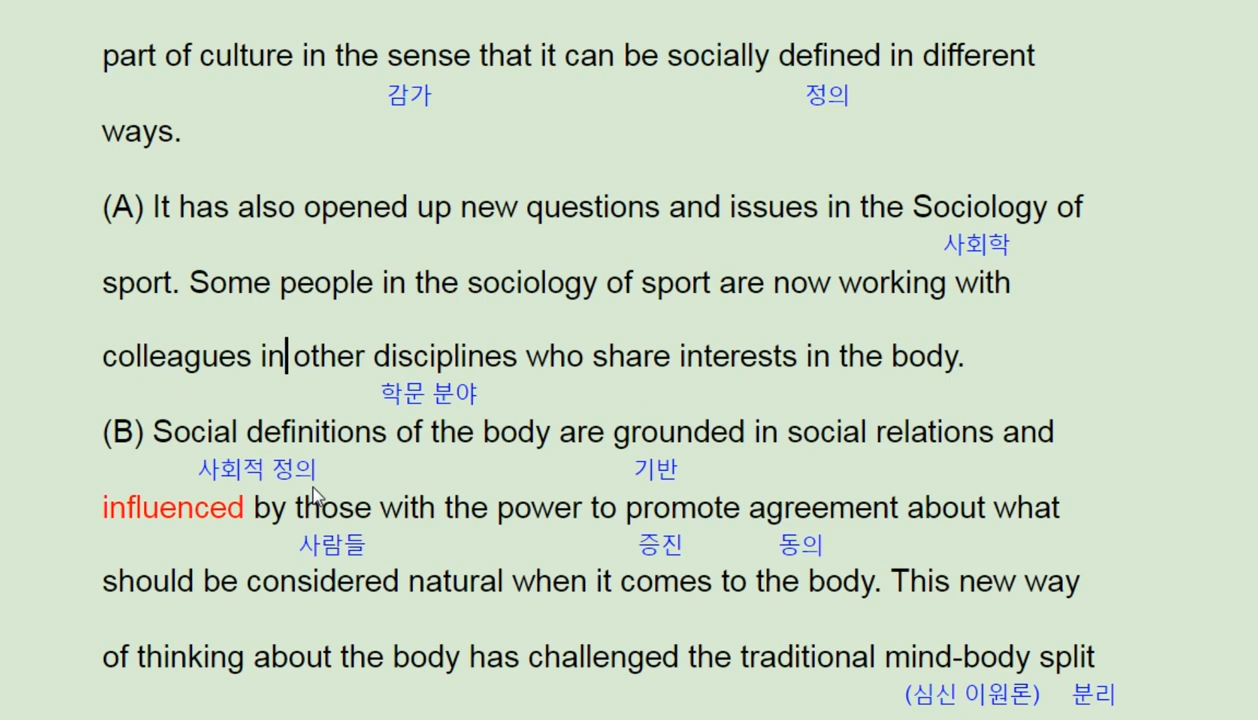 part of culture in the sense that it can be socially defined in different
감가 정의
ways.
(A) It has also opened up new questions and issues in the Sociology of
사회학
sport. Some people in the sociology of sport are now working with
colleagues in other disciplines who share interests in the body.
학문 분야
(B) Social definitions of the body are grounded in social relations and
사회적 정의 기반
influenced by those with the power to promote agreement about what
사람들 증진 동의
should be considered natural when it comes to the body. This new way
of thinking about the body has challenged the traditional mind-body split
(심신 이원론) 분리